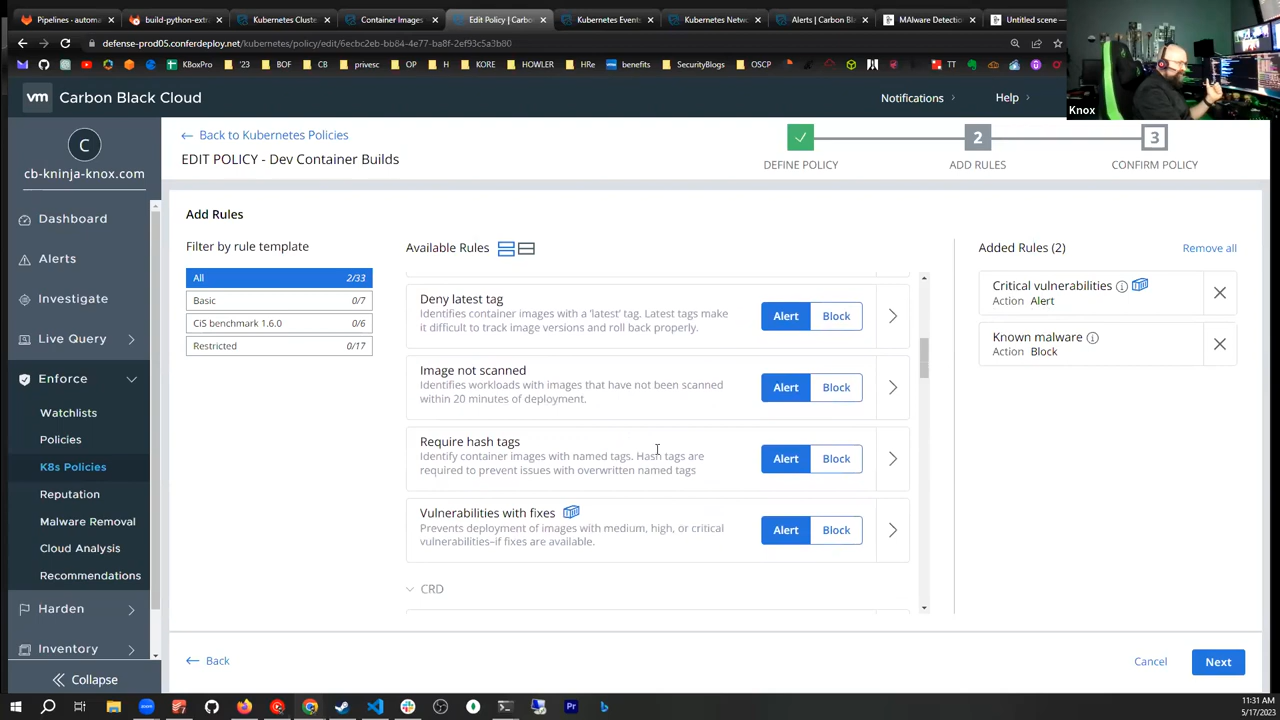 Pipelines · automa
build-python-extr
Kubernetes Cluste
Container Images
Edit Policy | Carbo
Kubernetes Events
Kubernetes Netwo
Alerts | Carbon Bla
MAlware Detectio
Untitled scene —
defense-prod05.conferdeploy.net/kubernetes/policy/edit/6ecbc2eb-bb84-4e77-ba8f-2ef93c5a3b80
KBoxPro
'23
BOF
CB
privesc
OP
H
KORE
HOWLER
HRe
benefits
SecurityBlogs
OSCP
TT
Knox
vm
Carbon Black Cloud
Notifications
Help
C
cb-kninja-knox.com
Dashboard
Alerts
Investigate
Live Query
Enforce
Watchlists
Policies
K8s Policies
Reputation
Malware Removal
Cloud Analysis
Recommendations
Harden
Inventory
Collapse
Back to Kubernetes Policies
EDIT POLICY - Dev Container Builds
2
3
DEFINE POLICY
ADD RULES
CONFIRM POLICY
Add Rules
Filter by rule template
All 2/33
Basic 0/7
CiS benchmark 1.6.0 0/6
Restricted 0/17
Available Rules
Deny latest tag
Identifies container images with a 'latest' tag. Latest tags make
it difficult to track image versions and roll back properly.
Alert Block
Image not scanned
Identifies workloads with images that have not been scanned
within 20 minutes of deployment.
Alert Block
Require hash tags
Identify container images with named tags. Hash tags are
required to prevent issues with overwritten named tags
Alert Block
Vulnerabilities with fixes
Prevents deployment of images with medium, high, or critical
vulnerabilities–if fixes are available.
Alert Block
CRD
Added Rules (2)
Remove all
Critical vulnerabilities
Action Alert
Known malware
Action Block
Back
Cancel
Next
11:31 AM
5/17/2023